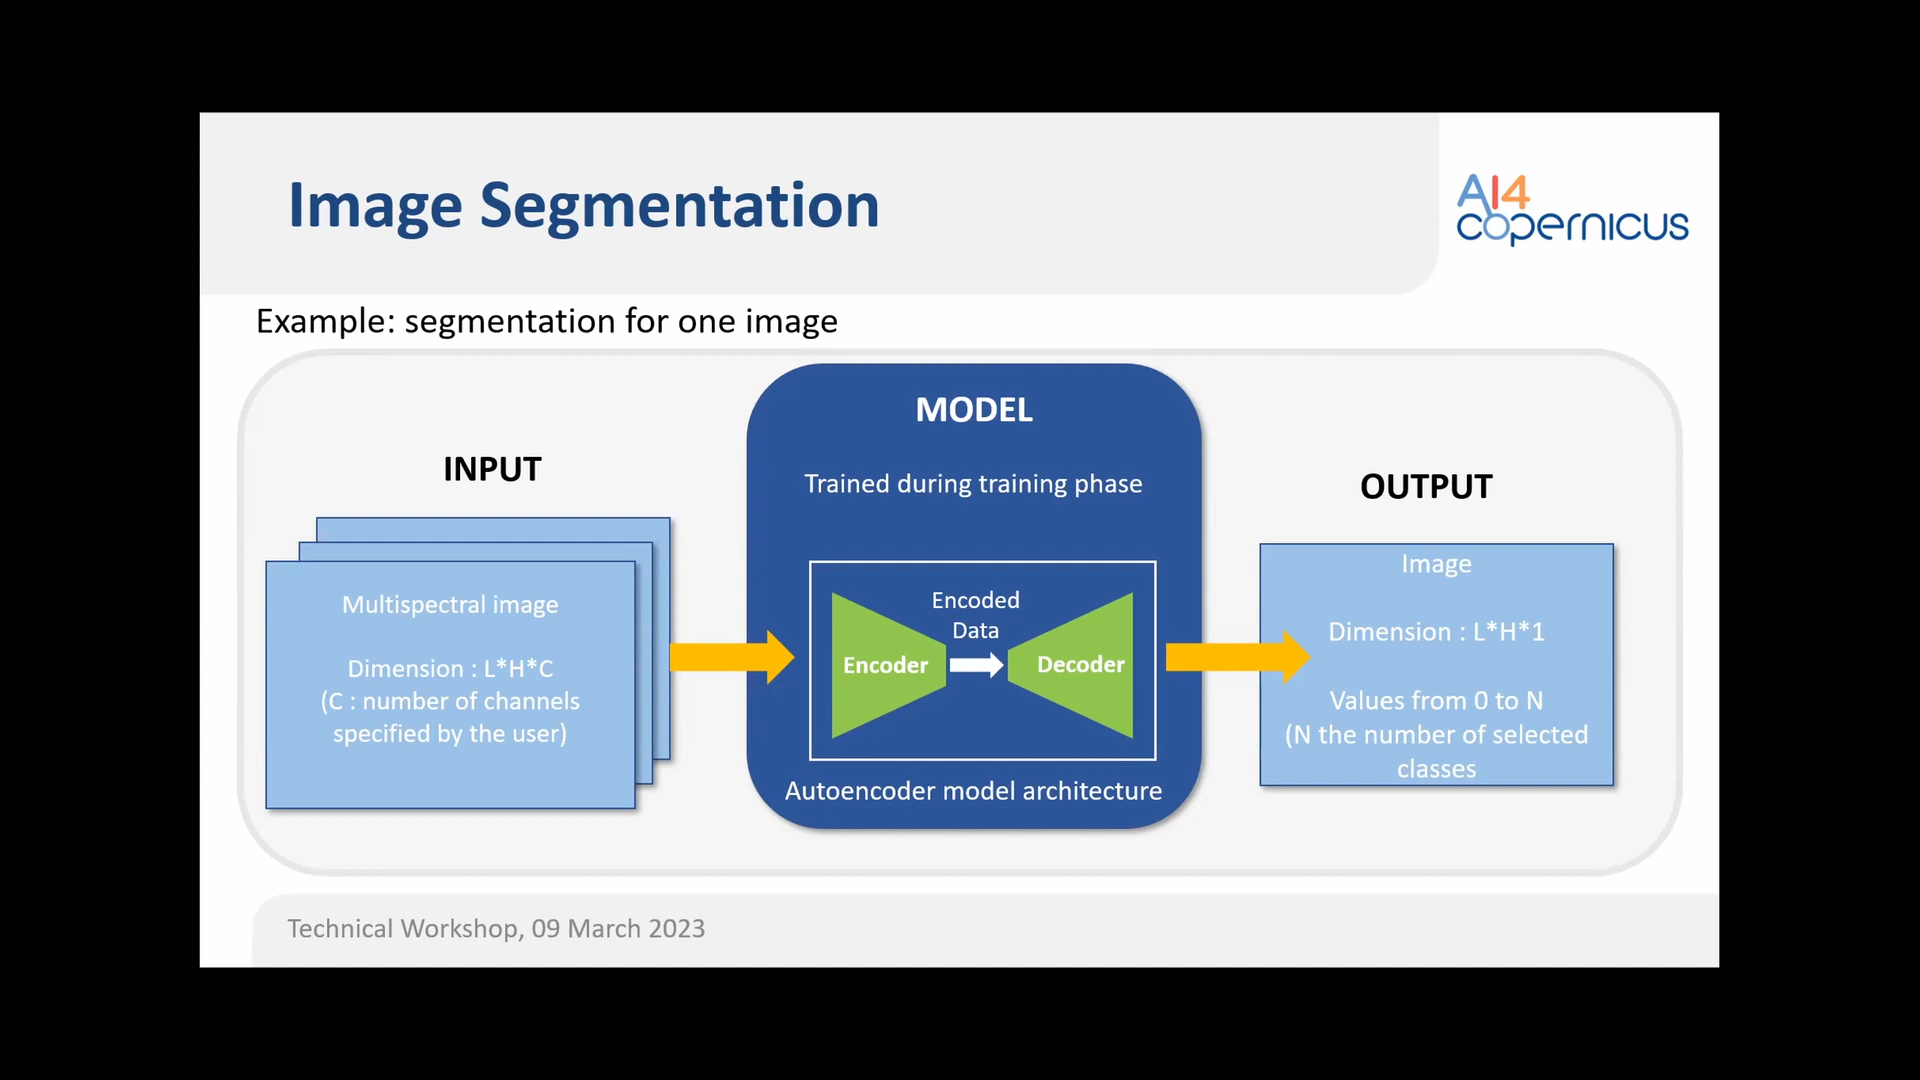 Image Segmentation
AI4
copernicus
Example: segmentation for one image
INPUT
Multispectral image
Dimension : L*H*C
(C : number of channels
specified by the user)
MODEL
Trained during training phase
Encoded
Data
Encoder
Decoder
Autoencoder model architecture
OUTPUT
Image
Dimension : L*H*1
Values from 0 to N
(N the number of selected
classes
Technical Workshop, 09 March 2023